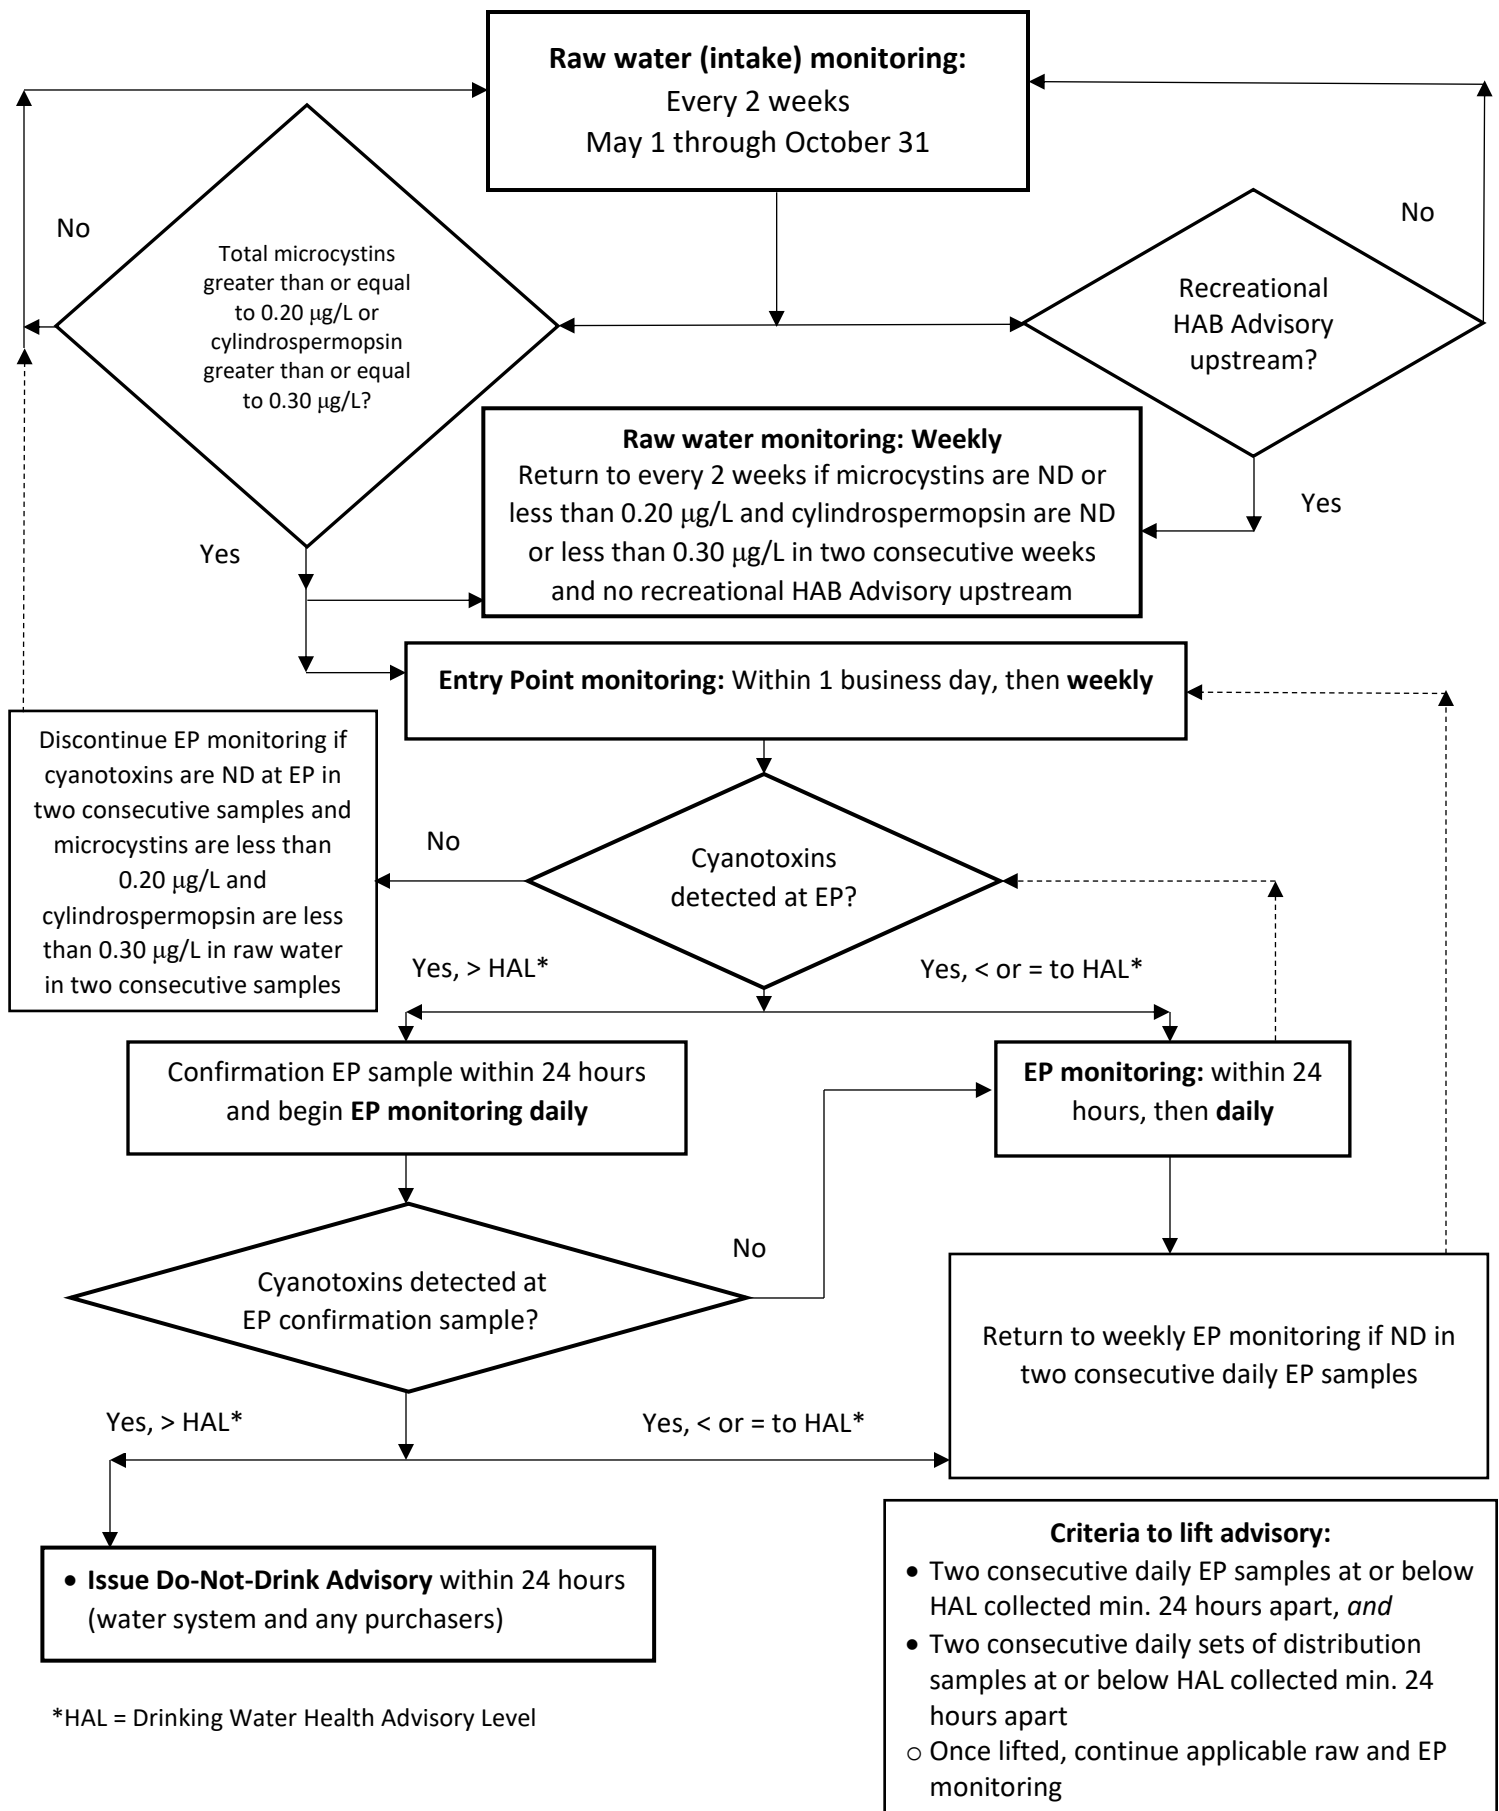 Raw water (intake) monitoring:
Every 2 weeks
May 1 through October 31
No
Total microcystins
greater than or equal
to 0.20 μg/L or
cylindrospermopsin
greater than or equal
to 0.30 μg/L?
Yes
No
Recreational
HAB Advisory
upstream?
Yes
Raw water monitoring: Weekly
Return to every 2 weeks if microcystins are ND or
less than 0.20 μg/L and cylindrospermopsin are ND
or less than 0.30 μg/L in two consecutive weeks
and no recreational HAB Advisory upstream
Entry Point monitoring: Within 1 business day, then weekly
Discontinue EP monitoring if
cyanotoxins are ND at EP in
two consecutive samples and
microcystins are less than
0.20 μg/L and
cylindrospermopsin are less
than 0.30 μg/L in raw water
in two consecutive samples
No
Cyanotoxins
detected at EP?
Yes, > HAL*
Yes, < or = to HAL*
Confirmation EP sample within 24 hours
and begin EP monitoring daily
EP monitoring: within 24
hours, then daily
Cyanotoxins detected at
EP confirmation sample?
No
Return to weekly EP monitoring if ND in
two consecutive daily EP samples
Yes, > HAL*
Yes, < or = to HAL*
• Issue Do-Not-Drink Advisory within 24 hours
(water system and any purchasers)
*HAL = Drinking Water Health Advisory Level
Criteria to lift advisory:
• Two consecutive daily EP samples at or below
HAL collected min. 24 hours apart, and
• Two consecutive daily sets of distribution
samples at or below HAL collected min. 24
hours apart
o Once lifted, continue applicable raw and EP
monitoring